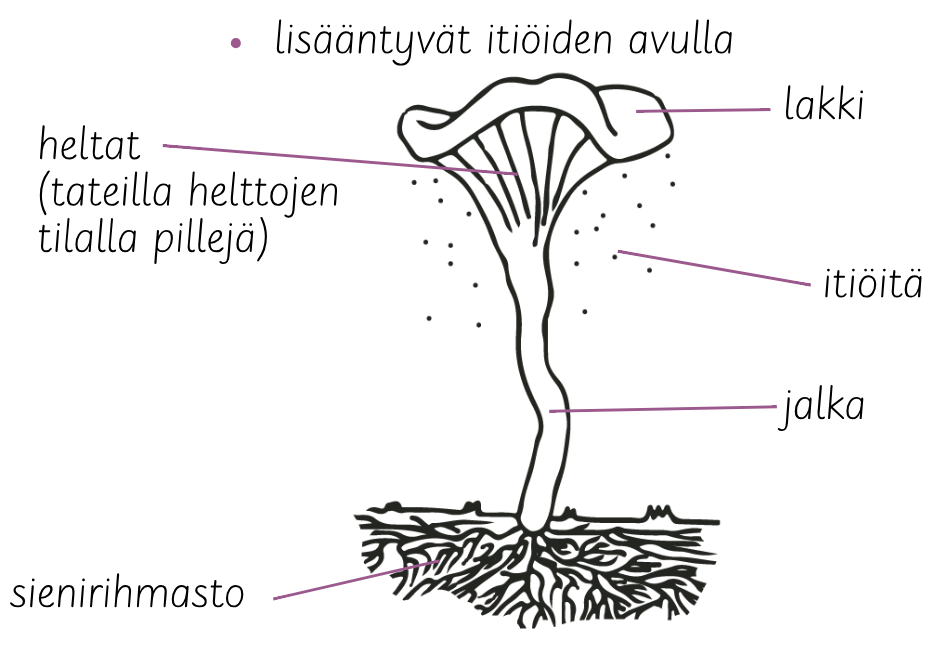 • lisääntyvät itiöiden avulla
lakki
heltat
(tateilla helttojen
tilalla pillejä)
itiöitä
jalka
sienirihmasto